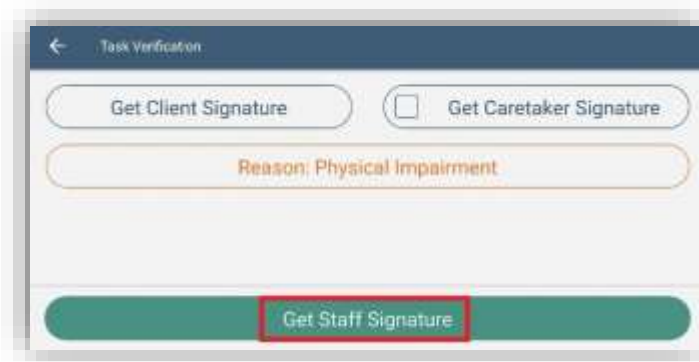 Task Verification
Get Client Signature
Get Caretaker Signature
Reason: Physical Impairment
Get Staff Signature